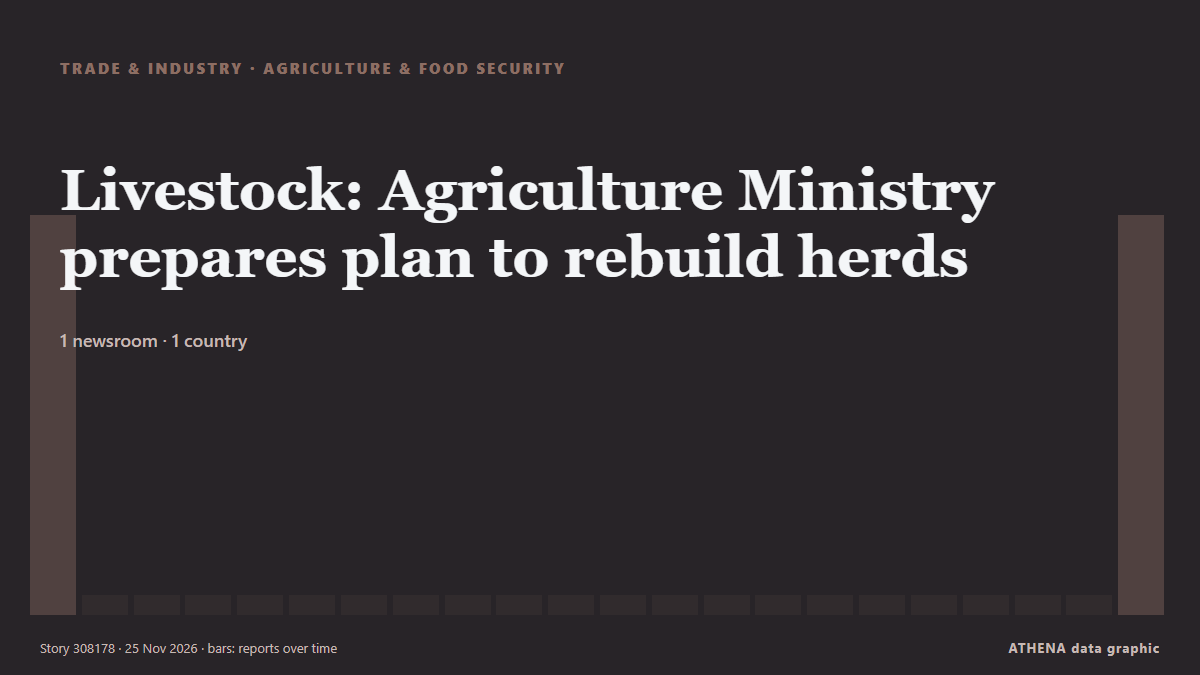 TRADE & INDUSTRY · AGRICULTURE & FOOD SECURITY
Livestock: Agriculture Ministry
prepares plan to rebuild herds
1 newsroom · 1 country
Story 308178 · 25 Nov 2026 · bars: reports over time
ATHENA data graphic